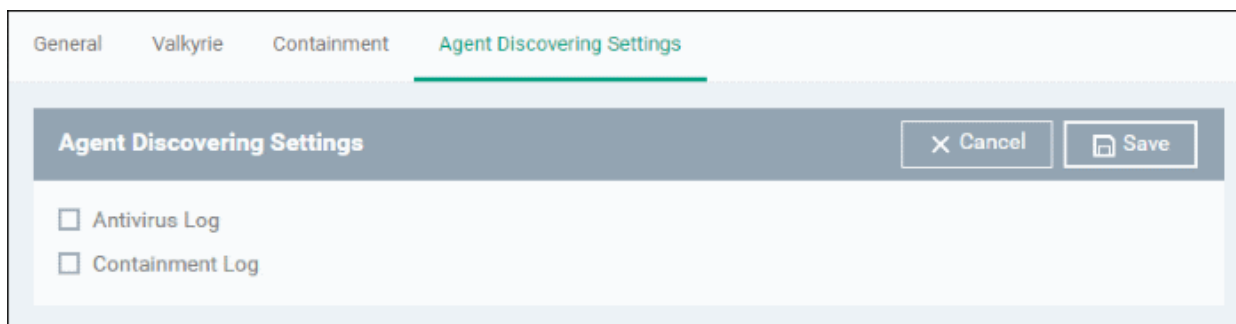 General Valkyrie Containment Agent Discovering Settings
Agent Discovering Settings Cancel Save
Antivirus Log
Containment Log